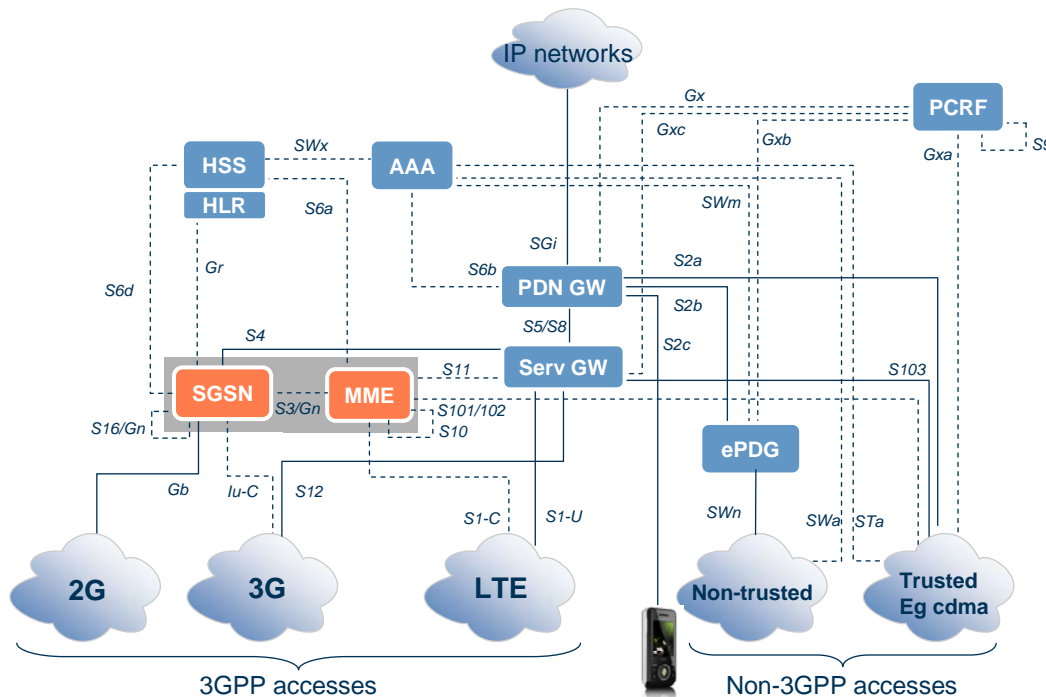 IP networks
Gx
PCRF
Gxc
Gxb
SWx
HSS
AAA
Gxa
S9
HLR
S6a
SWm
SGi
Gr
S6b
S2a
S6d
PDN GW
S2b
S5/S8
S4
S2c
Serv GW
S11
S103
SGSN
MME
S3/Gn
S101/102
S16/Gn
S10
ePDG
Gb
Iu-C
S12
SWn
S1-C
S1-U
SWa
STa
2G
3G
LTE
Non-trusted
Trusted
Eg cdma
3GPP accesses
Non-3GPP accesses